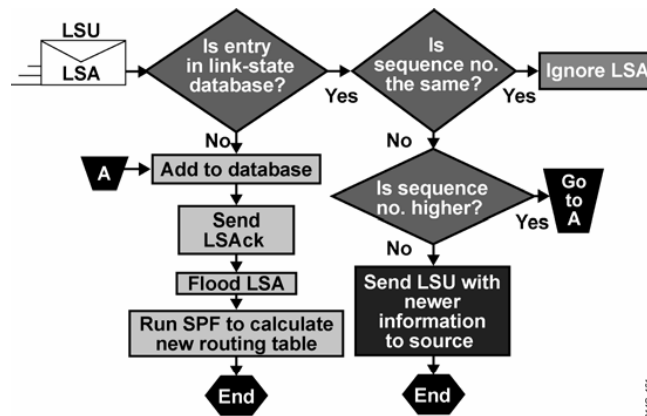 LSU
LSA
Is entry
in link-state
database?
Yes
Is
sequence no.
the same?
Yes
Ignore LSA
No
No
A
Add to database
Is sequence
no. higher?
Yes
Go
to
A
Send
LSAck
No
Flood LSA
Send LSU with
newer
information
to source
Run SPF to calculate
new routing table
End
End